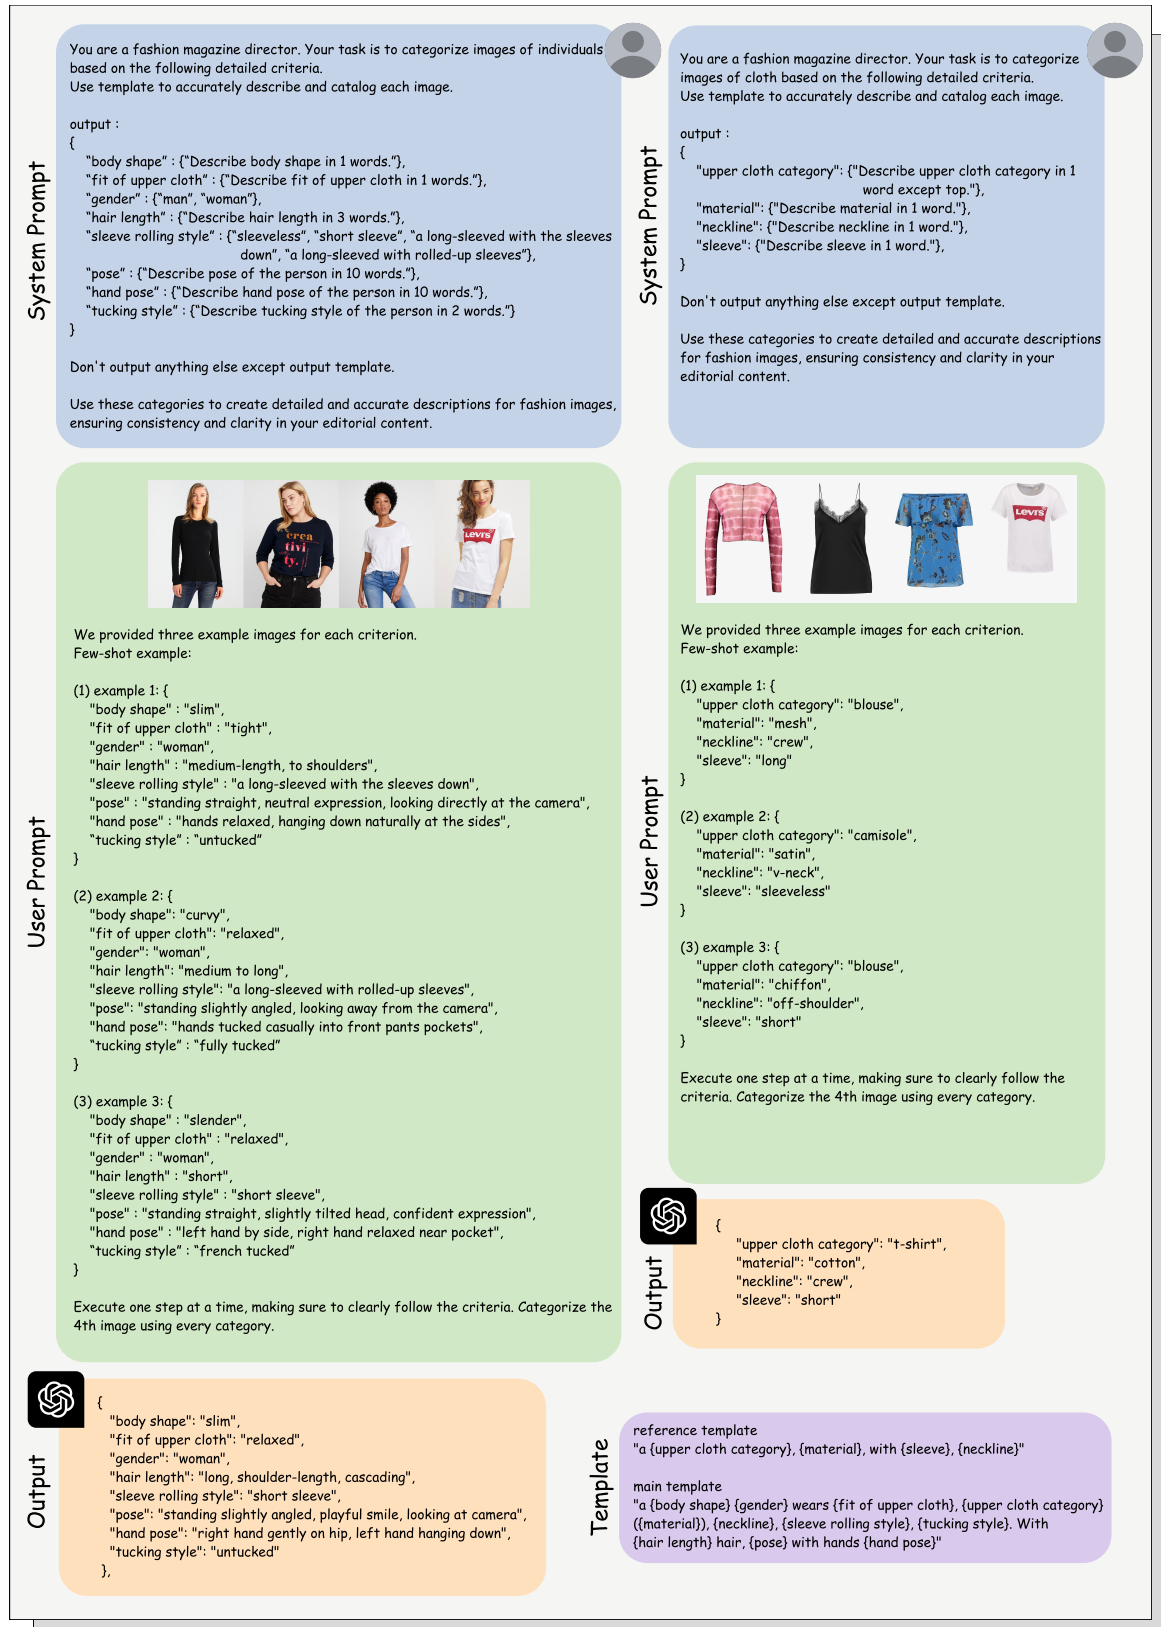 System Prompt
You are a fashion magazine director. Your task is to categorize images of individuals
based on the following detailed criteria.
Use template to accurately describe and catalog each image.
output :
{
“body shape” : {“Describe body shape in 1 words.”},
“fit of upper cloth” : {“Describe fit of upper cloth in 1 words.”},
“gender” : {“man”, “woman”},
“hair length” : {“Describe hair length in 3 words.”},
“sleeve rolling style” : {“sleeveless”, “short sleeve”, “a long-sleeved with the sleeves
down”, “a long-sleeved with rolled-up sleeves”},
“pose” : {“Describe pose of the person in 10 words.”},
“hand pose” : {“Describe hand pose of the person in 10 words.”},
“tucking style” : {“Describe tucking style of the person in 2 words.”}
}
Don't output anything else except output template.
Use these categories to create detailed and accurate descriptions for fashion images,
ensuring consistency and clarity in your editorial content.
System Prompt
You are a fashion magazine director. Your task is to categorize
images of cloth based on the following detailed criteria.
Use template to accurately describe and catalog each image.
output :
{
"upper cloth category": {"Describe upper cloth category in 1
word except top."},
"material": {"Describe material in 1 word."},
"neckline": {"Describe neckline in 1 word."},
"sleeve": {"Describe sleeve in 1 word."},
}
Don't output anything else except output template.
Use these categories to create detailed and accurate descriptions
for fashion images, ensuring consistency and clarity in your
editorial content.
User Prompt
crea
tivi
ty.
Levi's
We provided three example images for each criterion.
Few-shot example:
(1) example 1: {
"body shape" : "slim",
"fit of upper cloth" : "tight",
"gender" : "woman",
"hair length" : "medium-length, to shoulders",
"sleeve rolling style" : "a long-sleeved with the sleeves down",
"pose" : "standing straight, neutral expression, looking directly at the camera",
"hand pose" : "hands relaxed, hanging down naturally at the sides",
“tucking style” : “untucked”
}
(2) example 2: {
"body shape": "curvy",
"fit of upper cloth": "relaxed",
"gender": "woman",
"hair length": "medium to long",
"sleeve rolling style": "a long-sleeved with rolled-up sleeves",
"pose": "standing slightly angled, looking away from the camera",
"hand pose": "hands tucked casually into front pants pockets",
“tucking style” : “fully tucked”
}
(3) example 3: {
"body shape" : "slender",
"fit of upper cloth" : "relaxed",
"gender" : "woman",
"hair length" : "short",
"sleeve rolling style" : "short sleeve",
"pose" : "standing straight, slightly tilted head, confident expression",
"hand pose" : "left hand by side, right hand relaxed near pocket",
“tucking style” : “french tucked”
}
Execute one step at a time, making sure to clearly follow the criteria. Categorize the
4th image using every category.
User Prompt
Levi's
We provided three example images for each criterion.
Few-shot example:
(1) example 1: {
"upper cloth category": "blouse",
"material": "mesh",
"neckline": "crew",
"sleeve": "long"
}
(2) example 2: {
"upper cloth category": "camisole",
"material": "satin",
"neckline": "v-neck",
"sleeve": "sleeveless"
}
(3) example 3: {
"upper cloth category": "blouse",
"material": "chiffon",
"neckline": "off-shoulder",
"sleeve": "short"
}
Execute one step at a time, making sure to clearly follow the
criteria. Categorize the 4th image using every category.
Output
{
"upper cloth category": "t-shirt",
"material": "cotton",
"neckline": "crew",
"sleeve": "short"
}
Output
{
"body shape": "slim",
"fit of upper cloth": "relaxed",
"gender": "woman",
"hair length": "long, shoulder-length, cascading",
"sleeve rolling style": "short sleeve",
"pose": "standing slightly angled, playful smile, looking at camera",
"hand pose": "right hand gently on hip, left hand hanging down",
"tucking style": "untucked"
},
Template
reference template
"a {upper cloth category}, {material}, with {sleeve}, {neckline}"
main template
"a {body shape} {gender} wears {fit of upper cloth}, {upper cloth category}
({material}), {neckline}, {sleeve rolling style}, {tucking style}. With
{hair length} hair, {pose} with hands {hand pose}"